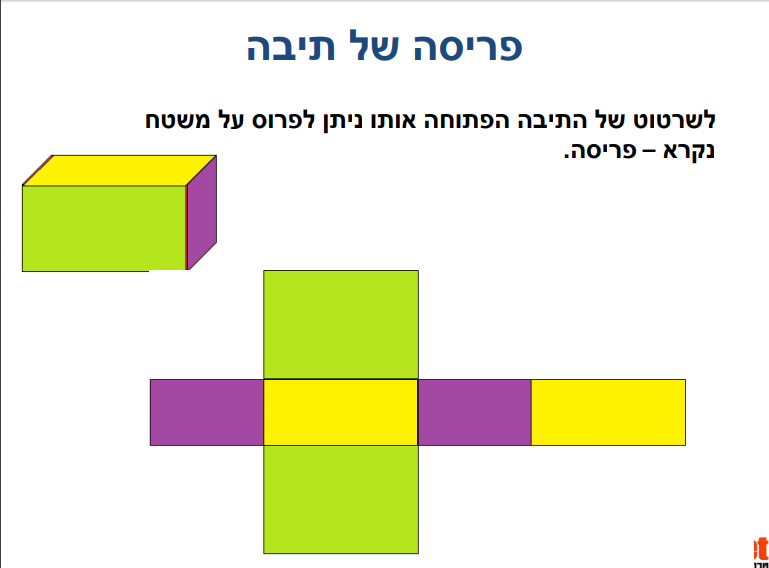 פריסה של תיבה
לשרטוט של התיבה הפתוחה אותו ניתן לפרוס על משטח
נקרא – פריסה.